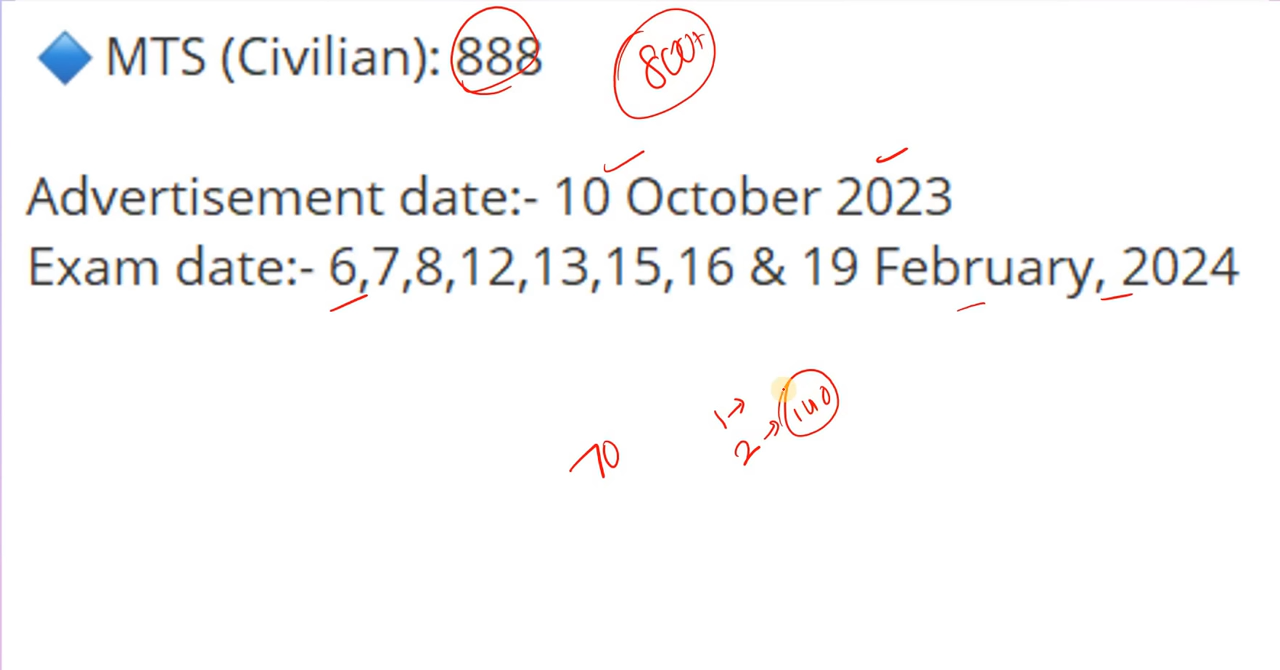 🔷 MTS (Civilian): 888 800+
Advertisement date:- 10 October 2023
Exam date:- 6,7,8,12,13,15,16 & 19 February, 2024
1→
70 2→ 140